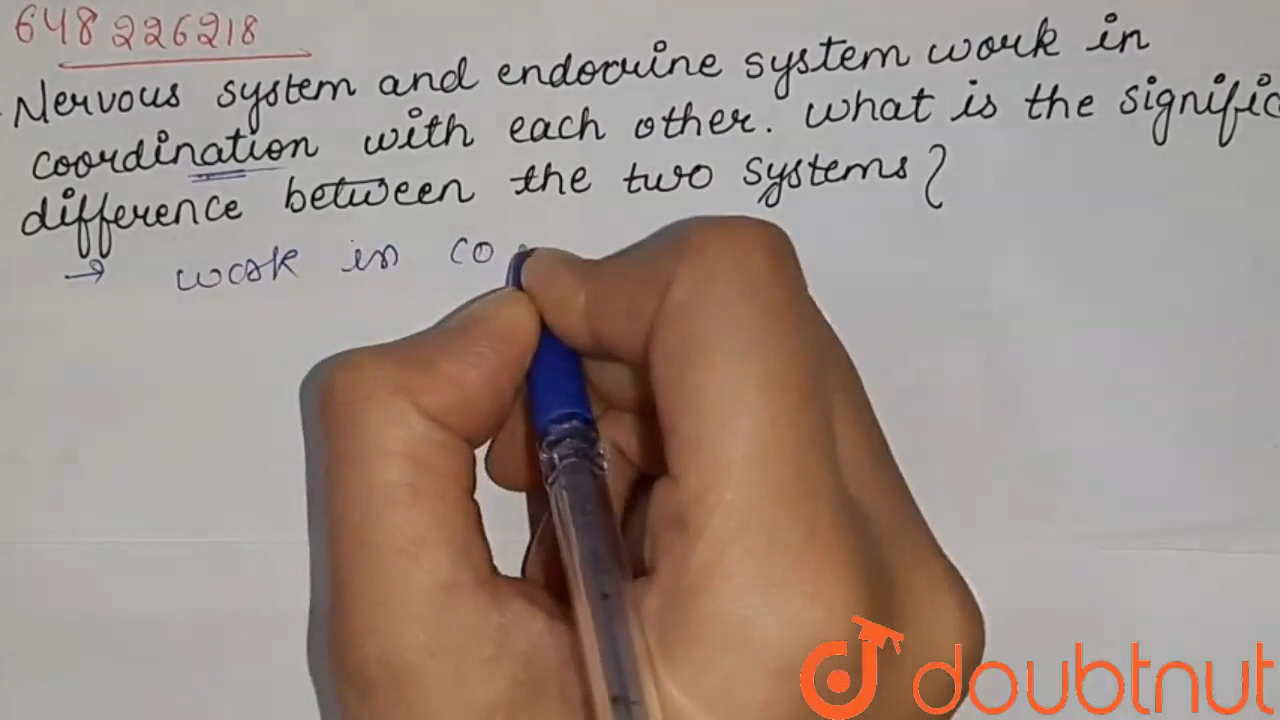 648226218
Nervous system and endocrine system work in
coordination with each other. What is the signific
difference between the two systems?
→ work in co
doubtnut